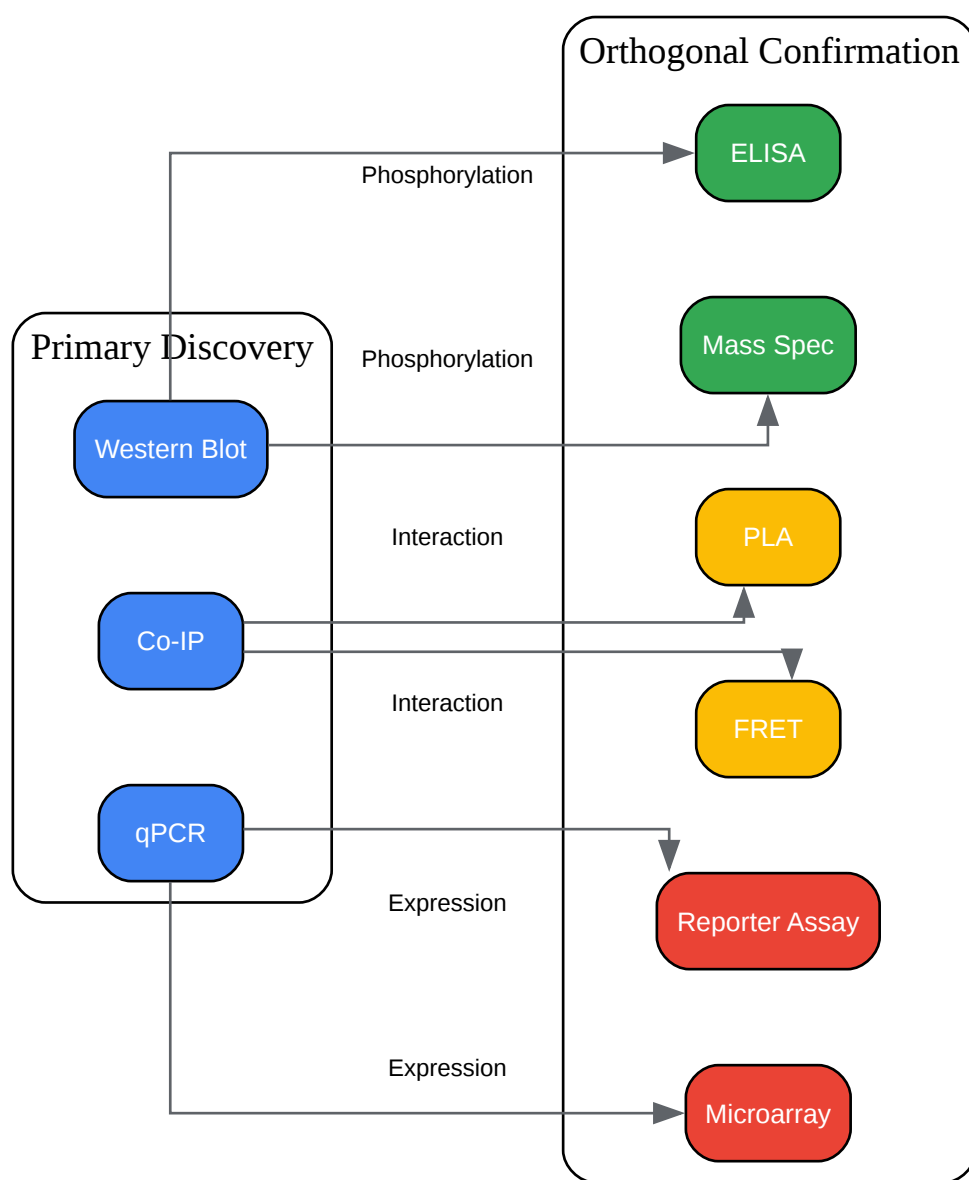 Orthogonal Confirmation
ELISA
Phosphorylation
Primary Discovery
Phosphorylation
Mass Spec
Western Blot
Interaction
PLA
Co-IP
Interaction
FRET
qPCR
Expression
Reporter Assay
Expression
Microarray